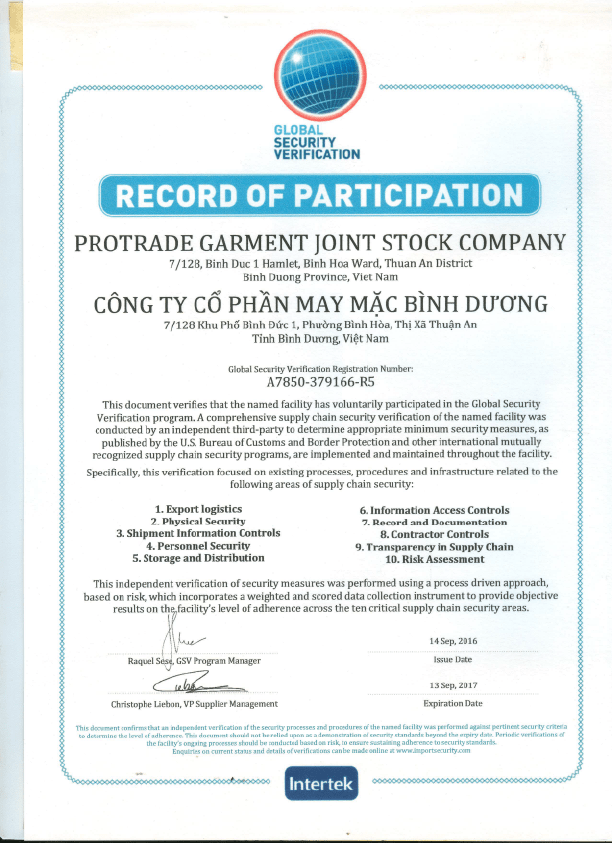 GLOBAL
SECURITY
VERIFICATION
RECORD OF PARTICIPATION
PROTRADE GARMENT JOINT STOCK COMPANY
7/128, Binh Duc 1 Hamlet, Binh Hoa Ward, Thuan An District
Binh Duong Province, Viet Nam
CÔNG TY CỔ PHẦN MAY MẶC BÌNH DƯƠNG
7/128 Khu Phố Bình Đức 1, Phường Bình Hòa, Thị Xã Thuận An
Tỉnh Bình Dương, Việt Nam
Global Security Verification Registration Number:
A7850-379166-R5
This document verifies that the named facility has voluntarily participated in the Global Security
Verification program. A comprehensive supply chain security verification of the named facility was
conducted by an independent third-party to determine appropriate minimum security measures, as
published by the U.S. Bureau of Customs and Border Protection and other international mutually
recognized supply chain security programs, are implemented and maintained throughout the facility.
Specifically, this verification focused on existing processes, procedures and infrastructure related to the
following areas of supply chain security:
1. Export logistics
2. Physical Security
3. Shipment Information Controls
4. Personnel Security
5. Storage and Distribution
6. Information Access Controls
7. Record and Documentation
8. Contractor Controls
9. Transparency in Supply Chain
10. Risk Assessment
This independent verification of security measures was performed using a process driven approach,
based on risk, which incorporates a weighted and scored data collection instrument to provide objective
results on the facility's level of adherence across the ten critical supply chain security areas.
Raquel Sese, GSV Program Manager
14 Sep, 2016
Issue Date
Christophe Liebon, VP Supplier Management
13 Sep, 2017
Expiration Date
This document confirms that an independent verification of the security processes and procedures of the named facility was performed against pertinent security criteria
to determine the level of adherence. This document should not be relied upon as a demonstration of security standards beyond the expiry date. Periodic verifications of
the facility's ongoing processes should be conducted based on risk, to ensure sustaining adherence to security standards.
Enquiries on current status and details of verifications can be made online at www.importsecurity.com
Intertek